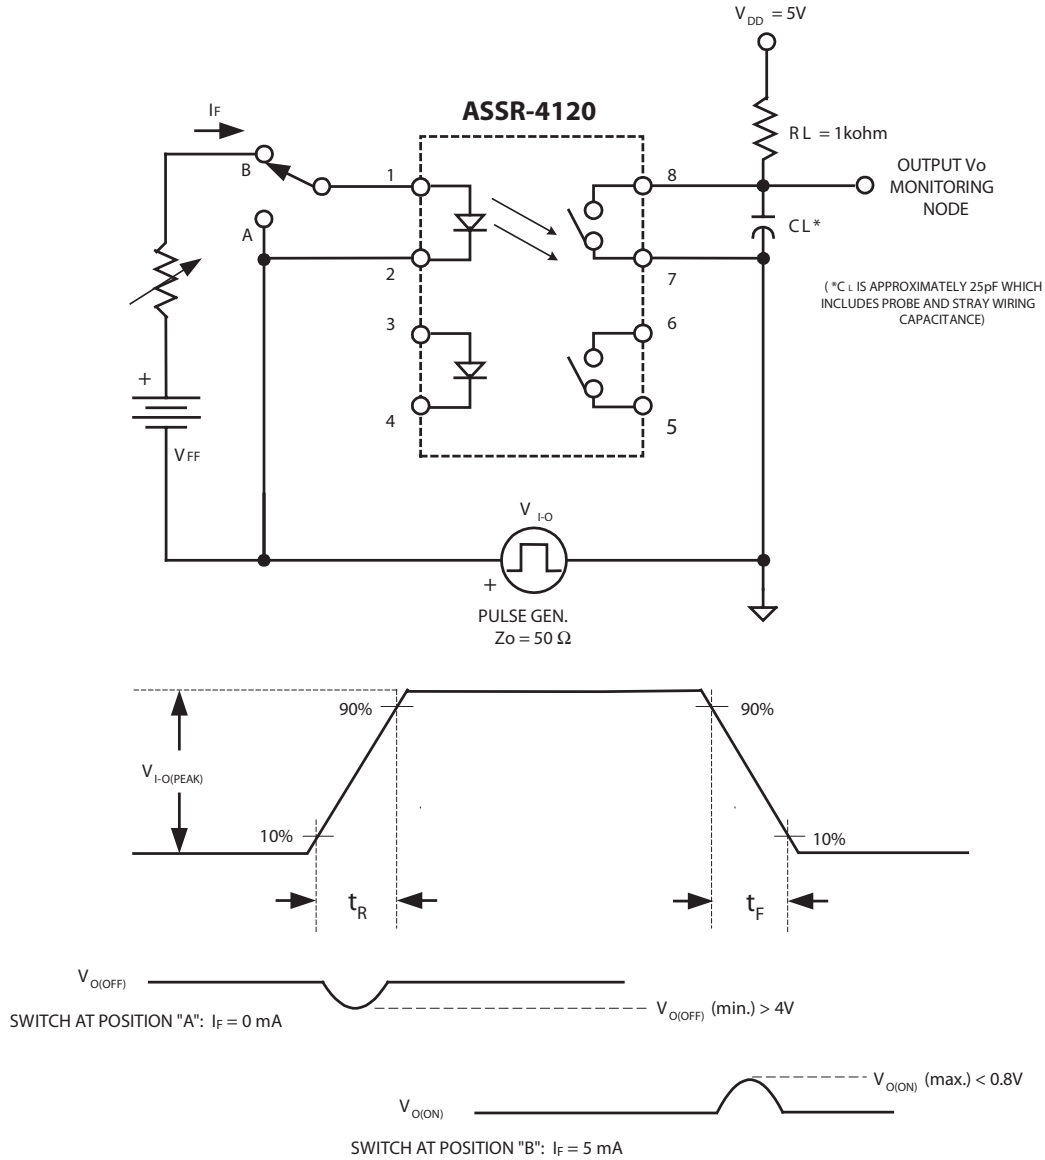 V DD = 5V
ASSR-4120
IF
RL = 1kohm
B
1
8
OUTPUT Vo
MONITORING
NODE
A
CL*
2
7
( *C L IS APPROXIMATELY 25pF WHICH
INCLUDES PROBE AND STRAY WIRING
CAPACITANCE)
3
6
+
4
5
VFF
V I-O
+
PULSE GEN.
Zo = 50 Ω
90%
90%
V I-O(PEAK)
10%
10%
tR
tF
V O(OFF)
V O(OFF) (min.) > 4V
SWITCH AT POSITION "A": IF = 0 mA
V O(ON) (max.) < 0.8V
V O(ON)
SWITCH AT POSITION "B": IF = 5 mA